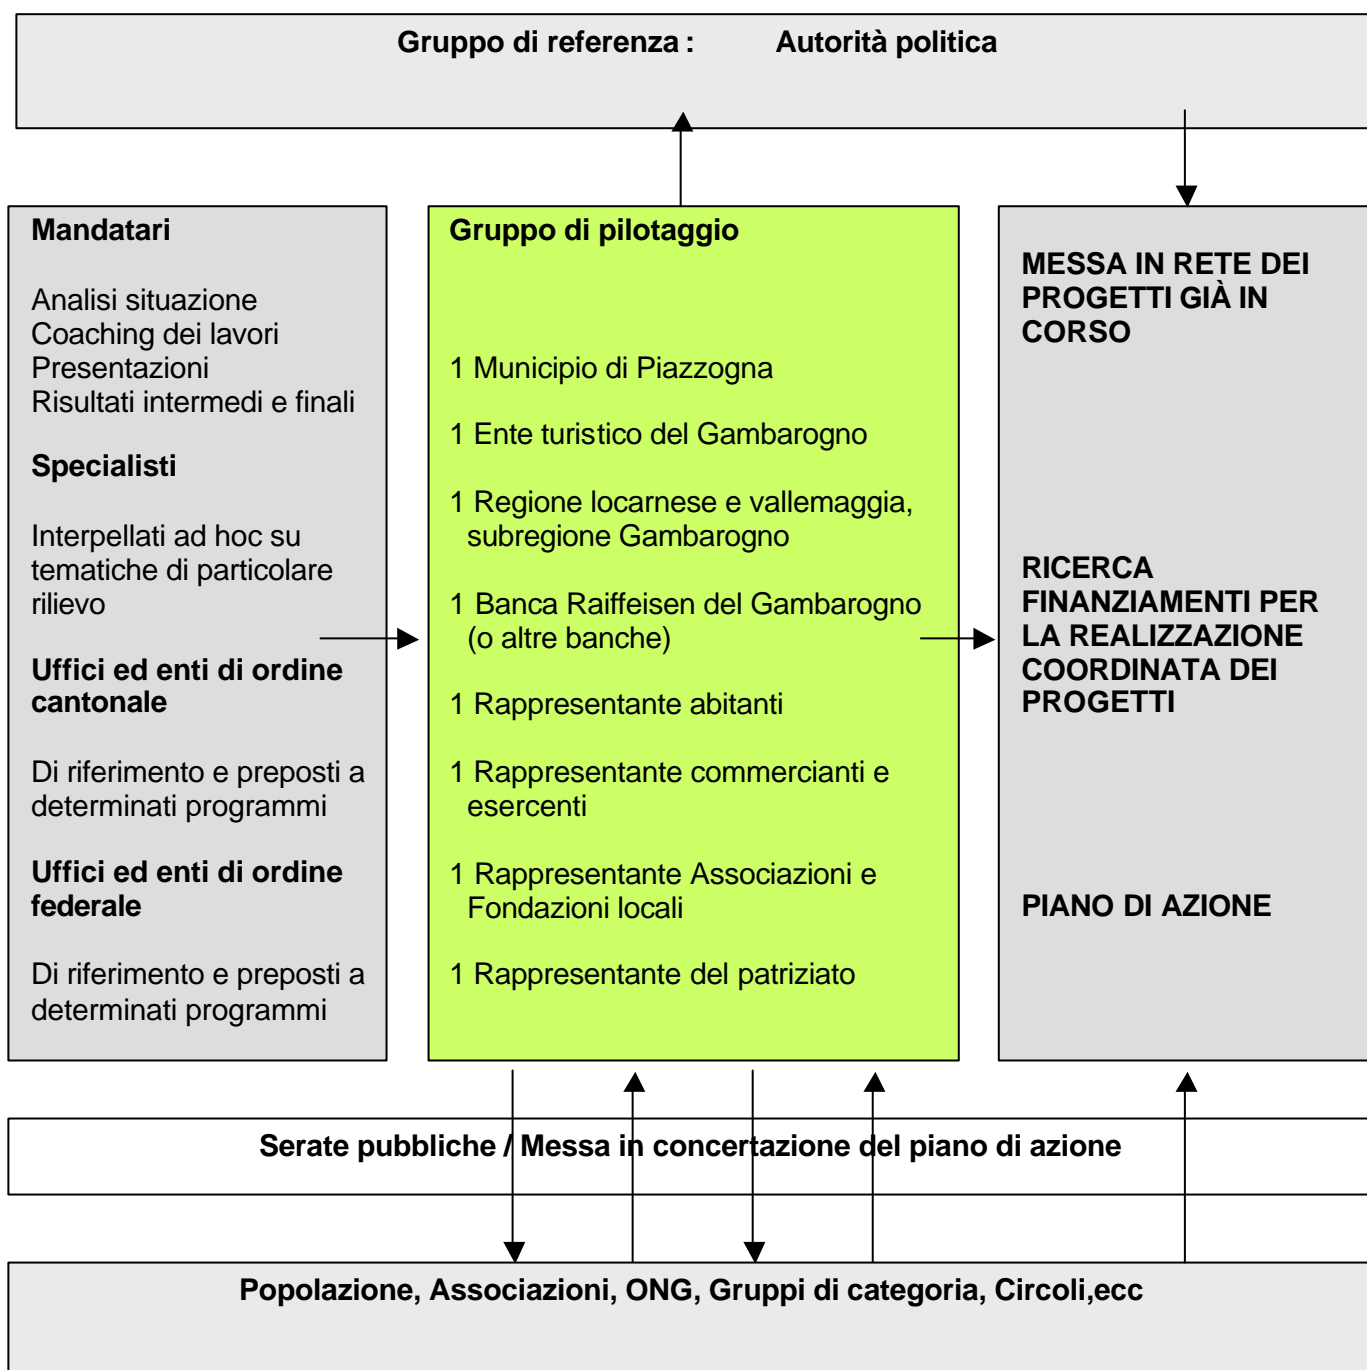 Gruppo di referenza : Autorità politica
Mandatari
Analisi situazione
Coaching dei lavori
Presentazioni
Risultati intermedi e finali
Specialisti
Interpellati ad hoc su
tematiche di particolare
rilievo
Uffici ed enti di ordine
cantonale
Di riferimento e preposti a
determinati programmi
Uffici ed enti di ordine
federale
Di riferimento e preposti a
determinati programmi
Gruppo di pilotaggio
1 Municipio di Piazzogna
1 Ente turistico del Gambarogno
1 Regione locarnese e vallemaggia,
subregione Gambarogno
1 Banca Raiffeisen del Gambarogno
(o altre banche)
1 Rappresentante abitanti
1 Rappresentante commercianti e
esercenti
1 Rappresentante Associazioni e
Fondazioni locali
1 Rappresentante del patriziato
MESSA IN RETE DEI
PROGETTI GIÀ IN
CORSO
RICERCA
FINANZIAMENTI PER
LA REALIZZAZIONE
COORDINATA DEI
PROGETTI
PIANO DI AZIONE
Serate pubbliche / Messa in concertazione del piano di azione
Popolazione, Associazioni, ONG, Gruppi di categoria, Circoli,ecc